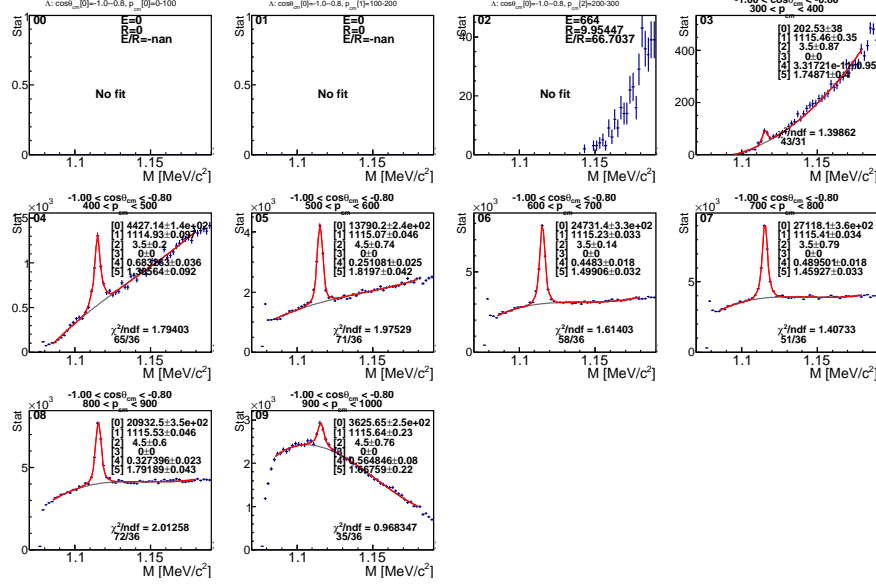 Λ: cosθcm[0]=-1.0--0.8, pcm[0]=0-100
00
E=0
R=0
E/R=-nan
No fit
Stat
1
0.8
0.6
0.4
0.2
0
1.1 1.15
M [MeV/c²]
pcm[1]=100-200
01
E=0
R=0
E/R=-nan
No fit
Stat
1
0.8
0.6
0.4
0.2
0
1.1 1.15
M [MeV/c²]
Λ: cosθcm[0]=-1.0--0.8, pcm[2]=200-300
02
E=664
R=9.95447
E/R=66.7037
No fit
Stat
40
20
0
1.1 1.15
M [MeV/c²]
300 < p < 400
03
[0] 202.53±38
[1] 1115.46±0.35
[2] 3.5±0.87
[3] 0±0
[5] 1.74871
χ²/ndf = 1.39862
43/31
Stat
400
200
0
1.1 1.15
M [MeV/c²]
-1.00 < cosθcm < -0.80
400 < pcm < 500
04
[0] 4427.14±1.4e+02
[1] 1114.93±0.097
[2] 3.5±0.2
[3] 0±0
[4] 0.683263±0.036
[5] 1.38564±0.092
χ²/ndf = 1.79403
65/36
×10³
Stat
1.5
1
0.5
0
1.1 1.15
M [MeV/c²]
-1.00 < cosθcm < -0.80
500 < pcm < 600
05
[0] 13790.2±2.4e+02
[1] 1115.07±0.046
[2] 4.5±0.74
[3] 0±0
[4] 0.251081±0.025
[5] 1.8197±0.042
χ²/ndf = 1.97529
71/36
×10³
Stat
4
2
0
1.1 1.15
M [MeV/c²]
-1.00 < cosθcm < -0.80
600 < pcm < 700
06
[0] 24731.4±3.3e+02
[1] 1115.23±0.033
[2] 3.5±0.14
[3] 0±0
[4] 0.4483±0.018
[5] 1.49906±0.032
χ²/ndf = 1.61403
58/36
×10³
Stat
5
0
1.1 1.15
M [MeV/c²]
-1.00 < cosθcm < -0.80
700 < pcm < 800
07
[0] 27118.1±3.6e+02
[1] 1115.41±0.034
[2] 3.5±0.79
[3] 0±0
[4] 0.489501±0.018
[5] 1.45927±0.033
χ²/ndf = 1.40733
51/36
×10³
Stat
5
0
1.1 1.15
M [MeV/c²]
-1.00 < cosθcm < -0.80
800 < pcm < 900
08
[0] 20932.5±3.5e+02
[1] 1115.53±0.046
[2] 4.5±0.6
[3] 0±0
[4] 0.327396±0.023
[5] 1.79189±0.043
χ²/ndf = 2.01258
72/36
×10³
Stat
5
0
1.1 1.15
M [MeV/c²]
-1.00 < cosθcm < -0.80
900 < pcm < 1000
09
[0] 3625.65±2.5e+02
[1] 1115.64±0.23
[2] 4.5±0.76
[3] 0±0
[4] 0.564846±0.08
[5] 1.66759±0.22
χ²/ndf = 0.968347
35/36
×10³
Stat
3
2
1
0
1.1 1.15
M [MeV/c²]